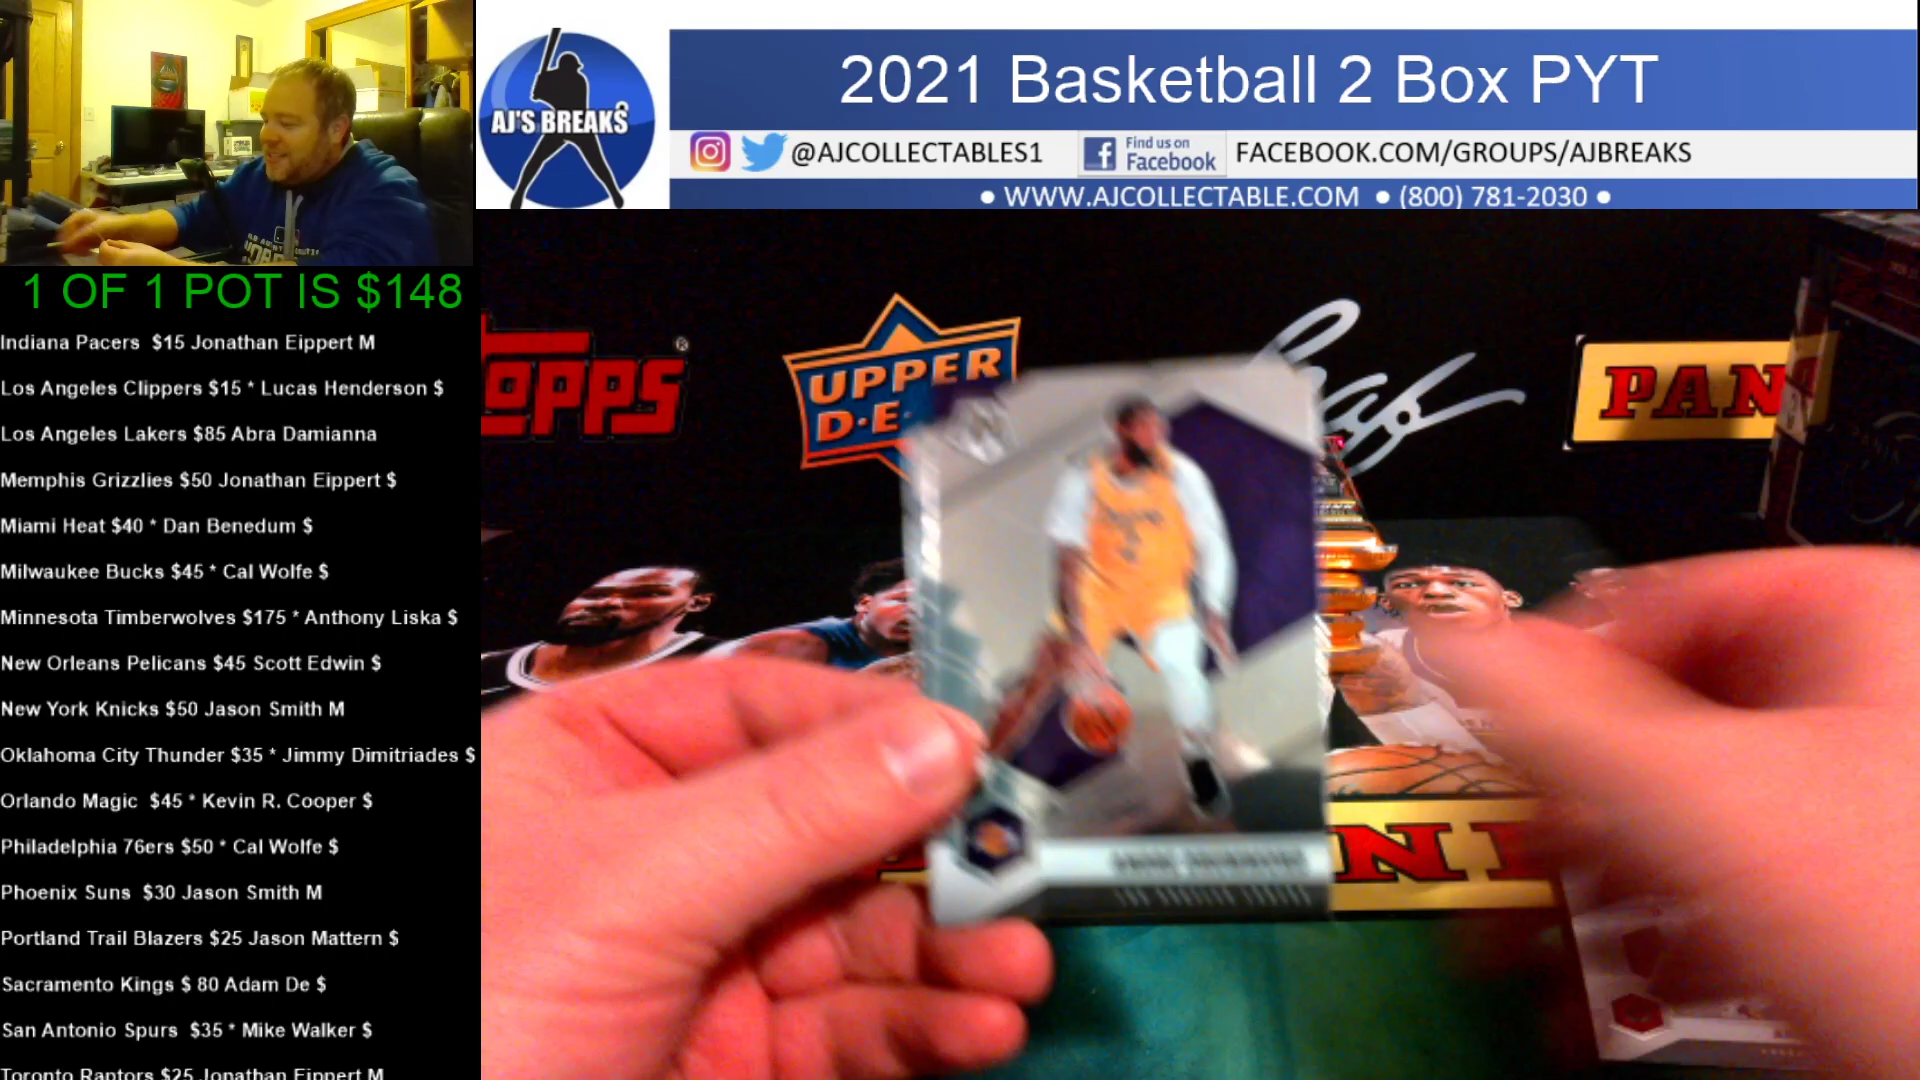 2021 Basketball 2 Box PYT
AJ'S BREAKS
@AJCOLLECTABLES1
Find us on
Facebook
FACEBOOK.COM/GROUPS/AJBREAKS
● WWW.AJCOLLECTABLE.COM ● (800) 781-2030 ●
1 OF 1 POT IS $148
Indiana Pacers $15 Jonathan Eippert M
Los Angeles Clippers $15 * Lucas Henderson $
Los Angeles Lakers $85 Abra Damianna
Memphis Grizzlies $50 Jonathan Eippert $
Miami Heat $40 * Dan Benedum $
Milwaukee Bucks $45 * Cal Wolfe $
Minnesota Timberwolves $175 * Anthony Liska $
New Orleans Pelicans $45 Scott Edwin $
New York Knicks $50 Jason Smith M
Oklahoma City Thunder $35 * Jimmy Dimitriades $
Orlando Magic $45 * Kevin R. Cooper $
Philadelphia 76ers $50 * Cal Wolfe $
Phoenix Suns $30 Jason Smith M
Portland Trail Blazers $25 Jason Mattern $
Sacramento Kings $ 80 Adam De $
San Antonio Spurs $35 * Mike Walker $
Toronto Raptors $25 Jonathan Eippert M
TOPPS®
UPPER
D.E
PAN
NI
LOS ANGELES LAKERS